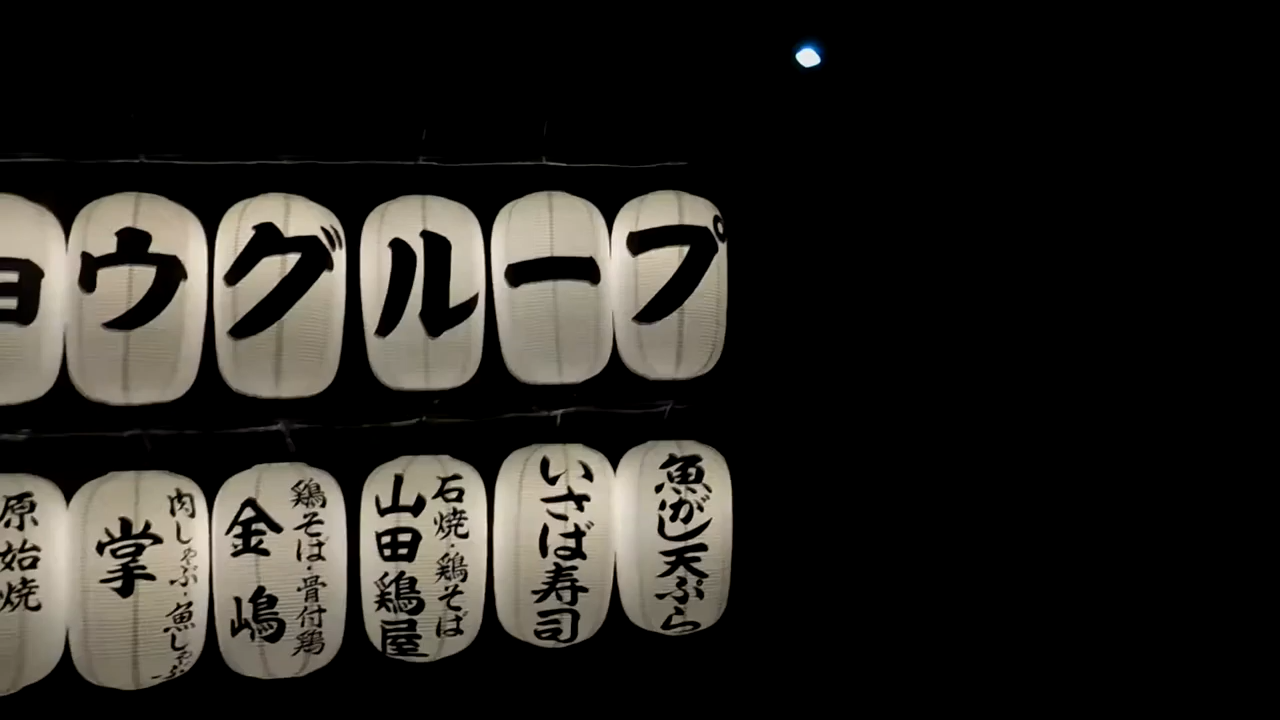 ョウグループ
魚がし天ぷら
いさば寿司
石焼・鶏そば
山田鶏屋
鶏そば・骨付鶏
金嶋
肉しゃぶ・魚しゃぶ
掌
原始焼